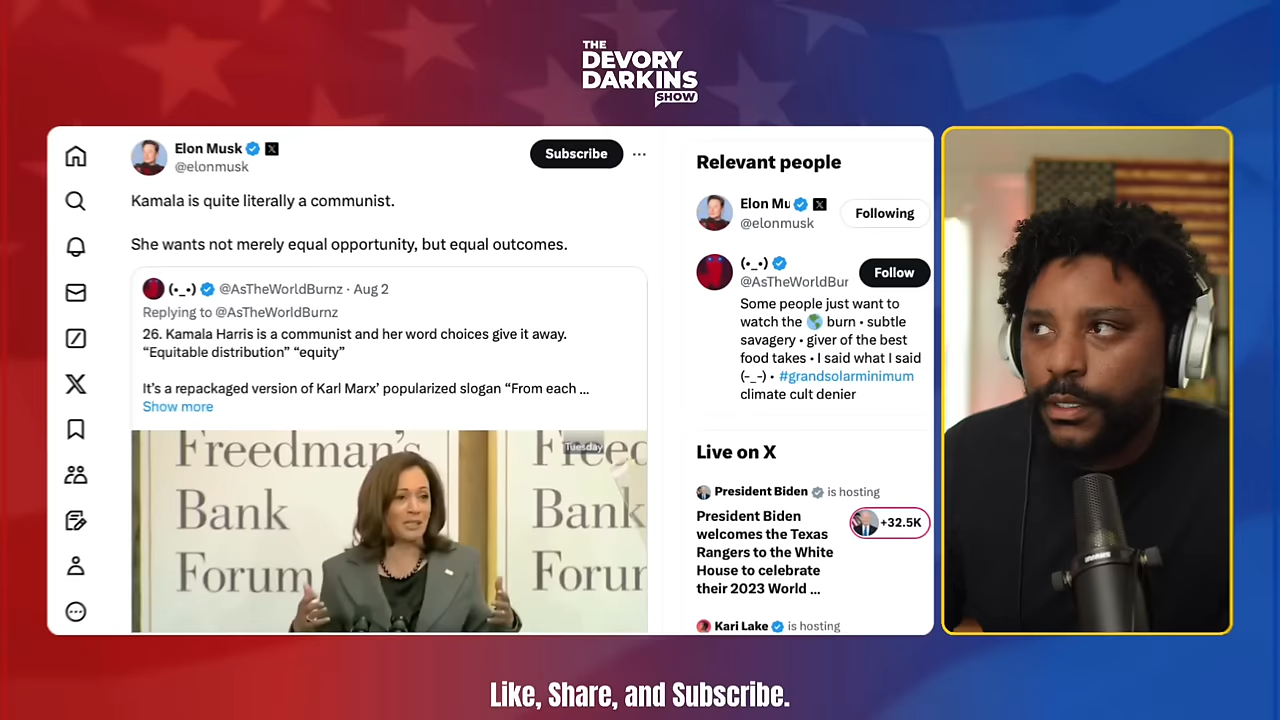 THE
DEVORY
DARKINS
SHOW
Elon Musk
@elonmusk
Subscribe
Kamala is quite literally a communist.
She wants not merely equal opportunity, but equal outcomes.
(•_•) @AsTheWorldBurnz · Aug 2
Replying to @AsTheWorldBurnz
26. Kamala Harris is a communist and her word choices give it away.
“Equitable distribution” “equity”
It’s a repackaged version of Karl Marx’ popularized slogan “From each ...
Show more
Freedman's
Bank
Forum
Tuesday
Freed
Bank
Forum
Relevant people
Elon Mu
@elonmusk
Following
(•_•)
@AsTheWorldBur
Follow
Some people just want to
watch the 🌎 burn • subtle
savagery • giver of the best
food takes • I said what I said
(-_-) • #grandsolarminimum
climate cult denier
Live on X
President Biden is hosting
President Biden
welcomes the Texas
Rangers to the White
House to celebrate
their 2023 World ...
+32.5K
Kari Lake is hosting
Like, Share, and Subscribe.